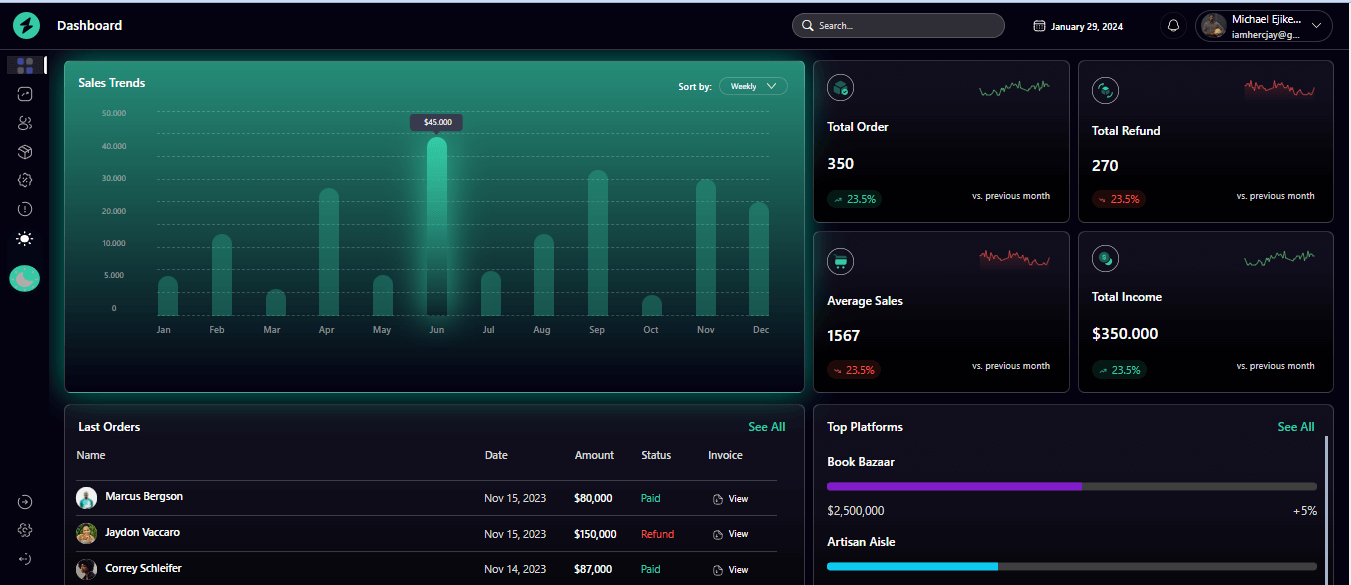 Dashboard
Search...
January 29, 2024
Michael Ejike...
iamhercjay@g...
Sales Trends
Sort by:
Weekly
50.000
40.000
30.000
20.000
10.000
5.000
0
$45.000
Jan Feb Mar Apr May Jun Jul Aug Sep Oct Nov Dec
Total Order
350
23.5%
vs. previous month
Total Refund
270
23.5%
vs. previous month
Average Sales
1567
23.5%
vs. previous month
Total Income
$350.000
23.5%
vs. previous month
Last Orders
See All
Name Date Amount Status Invoice
Marcus Bergson Nov 15, 2023 $80,000 Paid View
Jaydon Vaccaro Nov 15, 2023 $150,000 Refund View
Correy Schleifer Nov 14, 2023 $87,000 Paid View
Top Platforms
See All
Book Bazaar
$2,500,000
+5%
Artisan Aisle